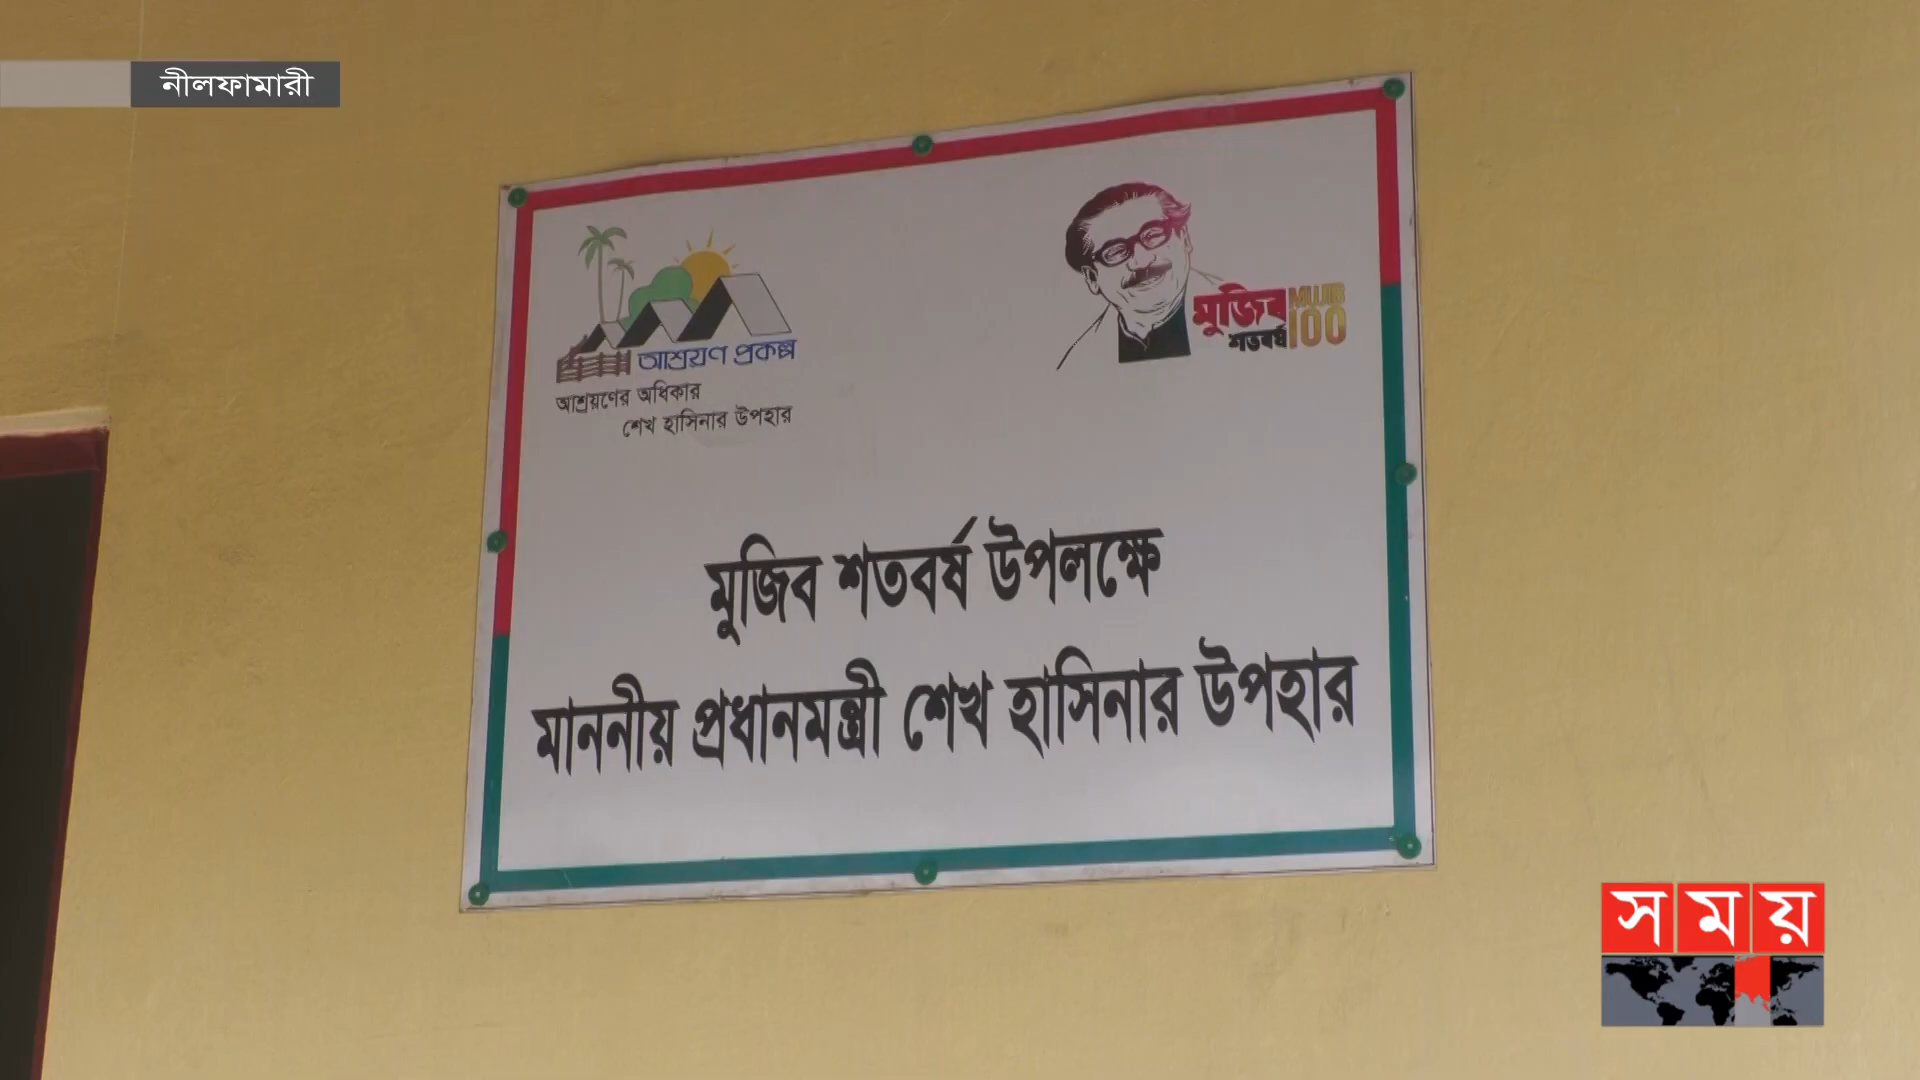 নীলফামারী
আশ্রয়ণ প্রকল্প
আশ্রয়ণের অধিকার
শেখ হাসিনার উপহার
মুজিব MUJIB
শতবর্ষ 100
মুজিব শতবর্ষ উপলক্ষে
মাননীয় প্রধানমন্ত্রী শেখ হাসিনার উপহার
সময়